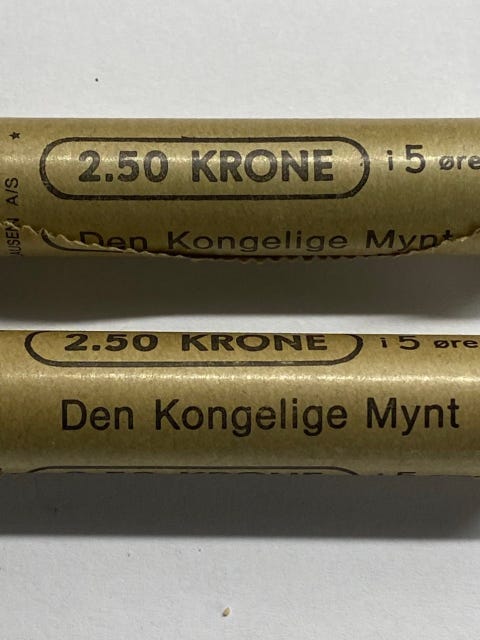 2.50 KRONE i 5 øre
A/S *
Den Kongelige Mynt
2.50 KRONE i 5 øre
Den Kongelige Mynt